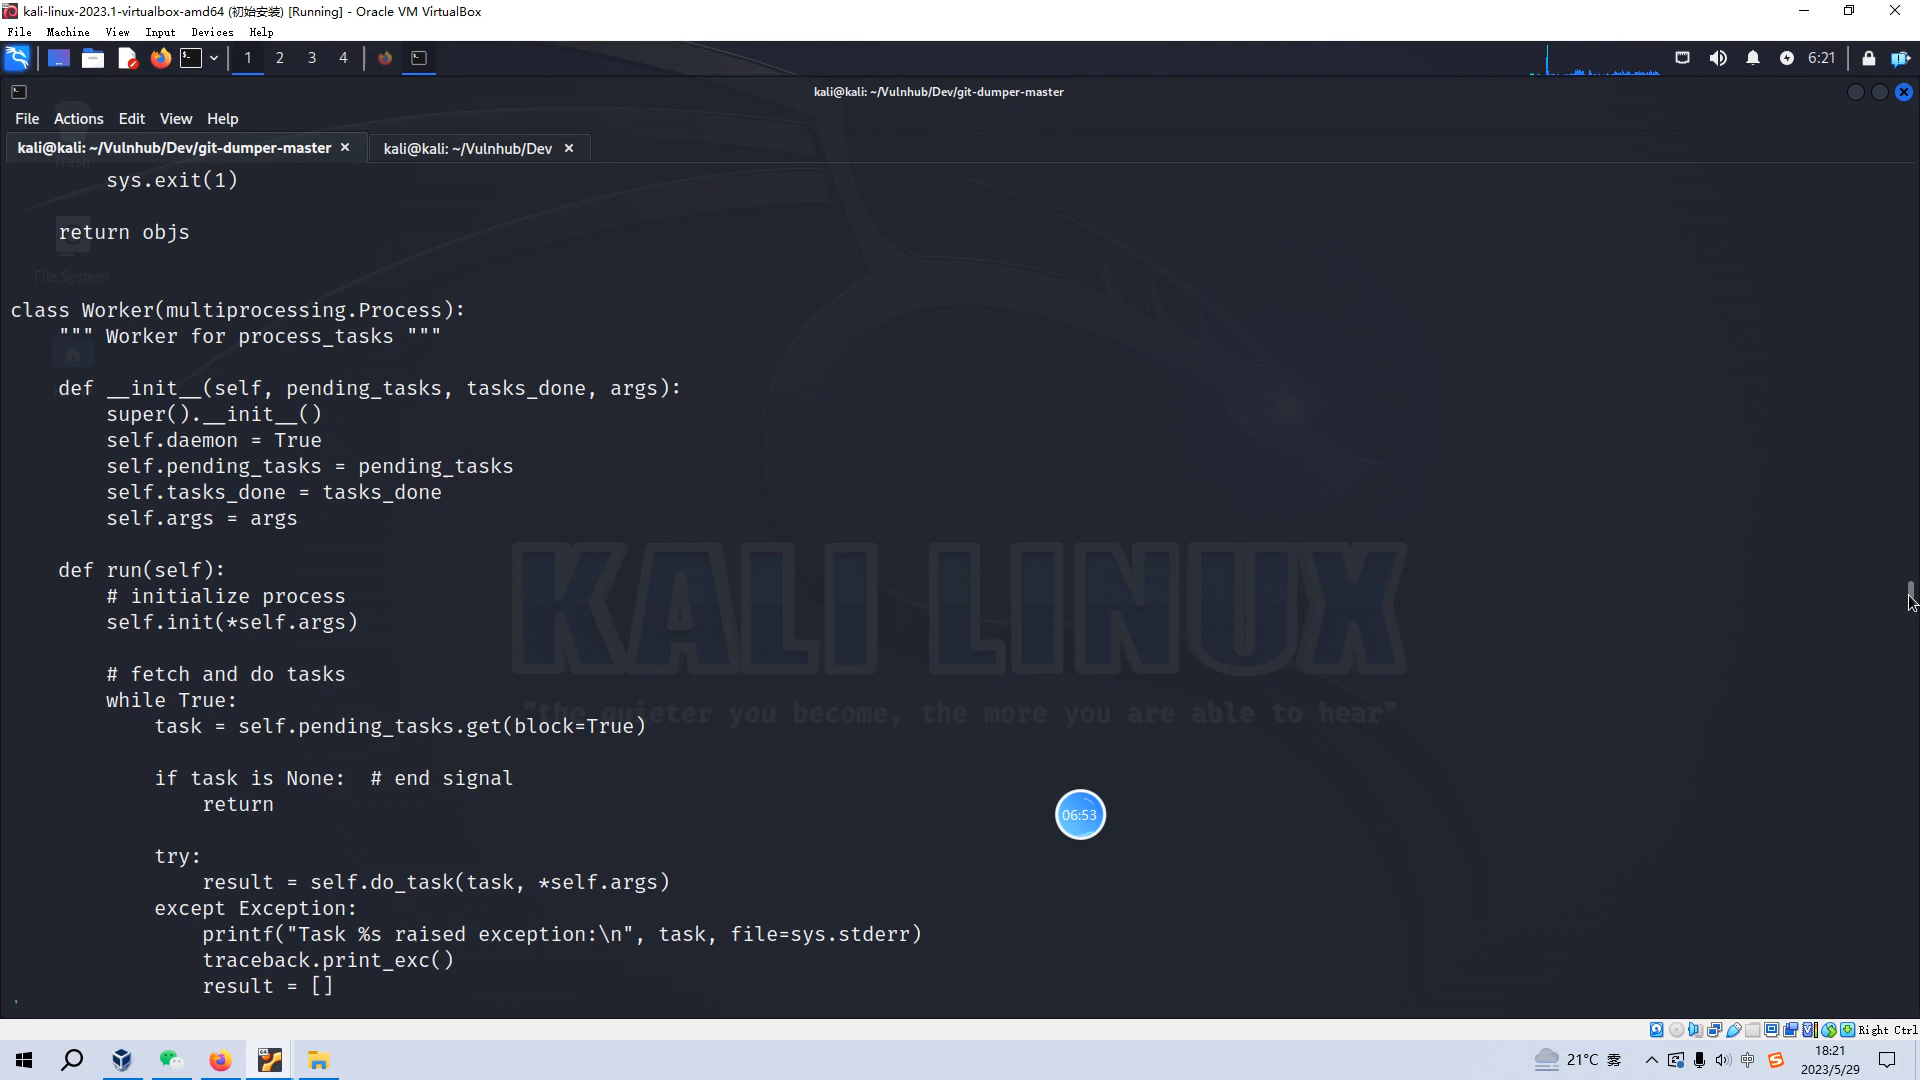 kali-linux-2023.1-virtualbox-amd64 (初始安装) [Running] - Oracle VM VirtualBox
File Machine View Input Devices Help
1 2 3 4 6:21
kali@kali: ~/Vulnhub/Dev/git-dumper-master
File Actions Edit View Help
kali@kali: ~/Vulnhub/Dev/git-dumper-master × kali@kali: ~/Vulnhub/Dev ×
Trash
sys.exit(1)
return objs
File System
class Worker(multiprocessing.Process):
""" Worker for process_tasks """
def __init__(self, pending_tasks, tasks_done, args):
super().__init__()
self.daemon = True
self.pending_tasks = pending_tasks
self.tasks_done = tasks_done
self.args = args
def run(self):
# initialize process
self.init(*self.args)
# fetch and do tasks
while True:
task = self.pending_tasks.get(block=True)
if task is None:  # end signal
return
try:
result = self.do_task(task, *self.args)
except Exception:
printf("Task %s raised exception:\n", task, file=sys.stderr)
traceback.print_exc()
result = []
KALI LINUX
"the quieter you become, the more you are able to hear"
06:53
Right Ctrl
21°C 雾 中 18:21
2023/5/29